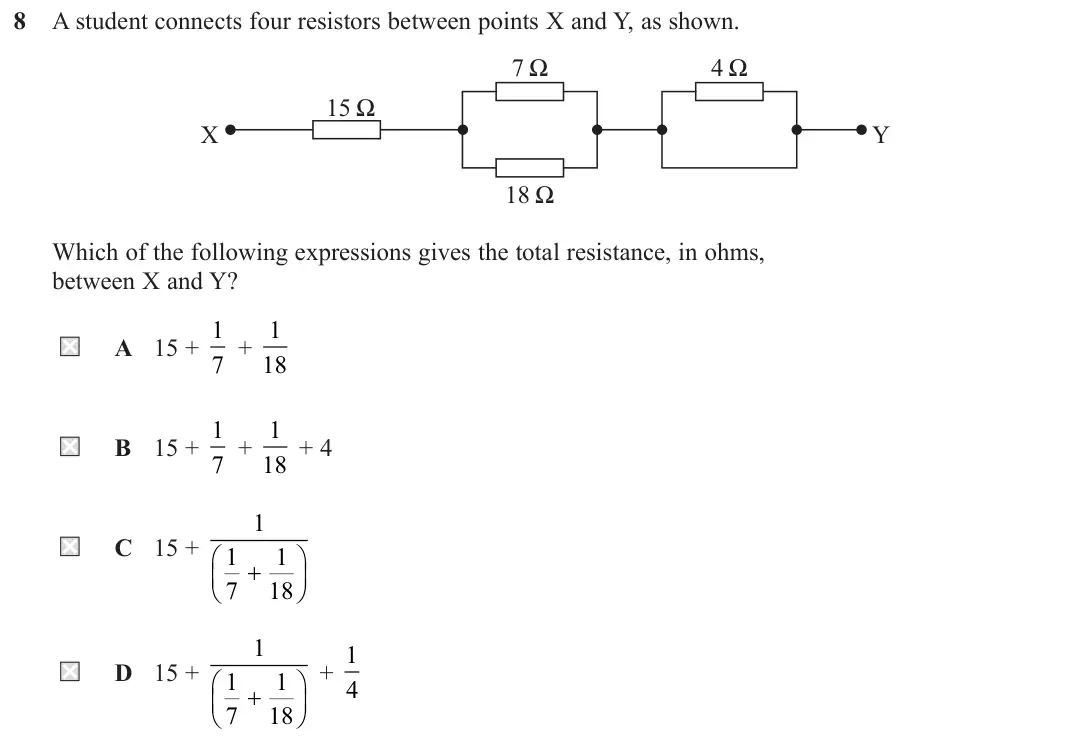 8 A student connects four resistors between points X and Y, as shown.
7 Ω
4 Ω
15 Ω
X
Y
18 Ω
Which of the following expressions gives the total resistance, in ohms,
between X and Y?
A 15 + 1/7 + 1/18
B 15 + 1/7 + 1/18 + 4
C 15 + 1/(1/7 + 1/18)
D 15 + 1/(1/7 + 1/18) + 1/4